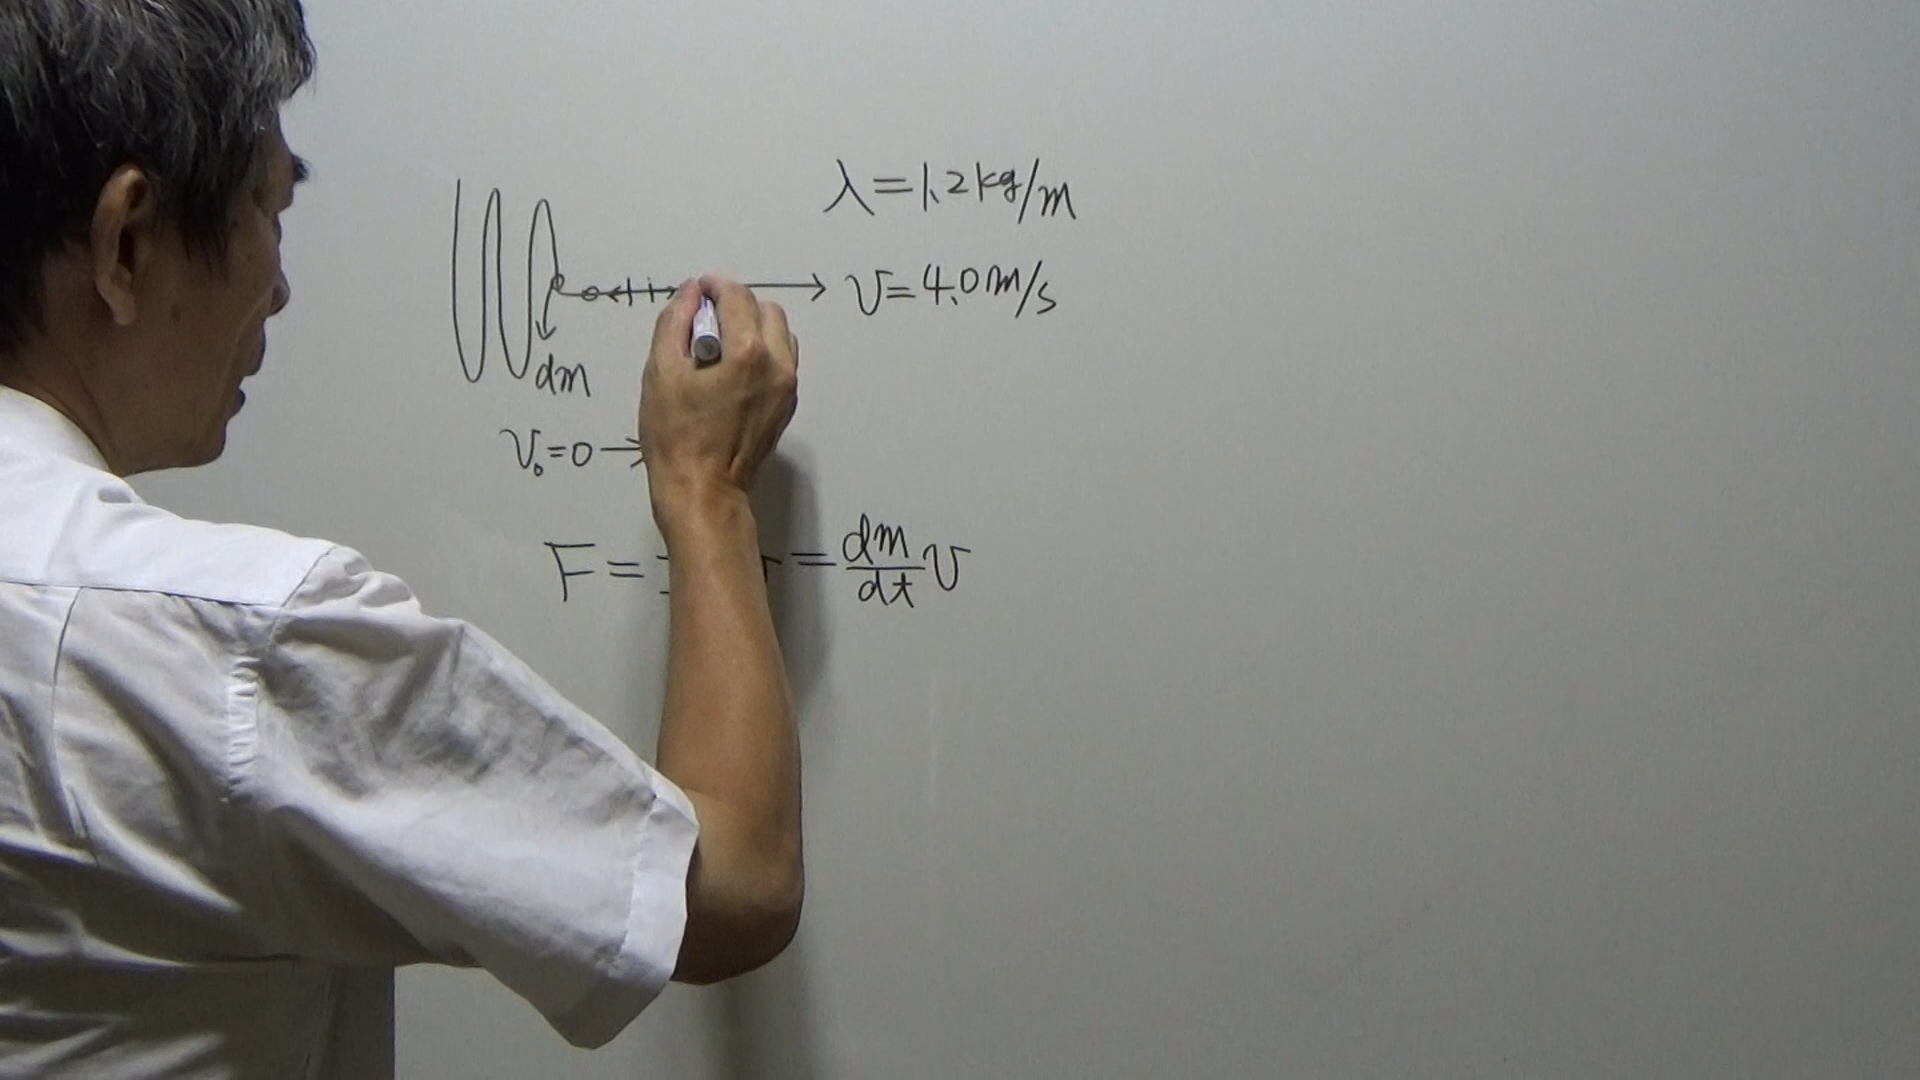 λ=1.2kg/m
v=4.0m/s
dm
v₀=0→
F= =dm/dt v